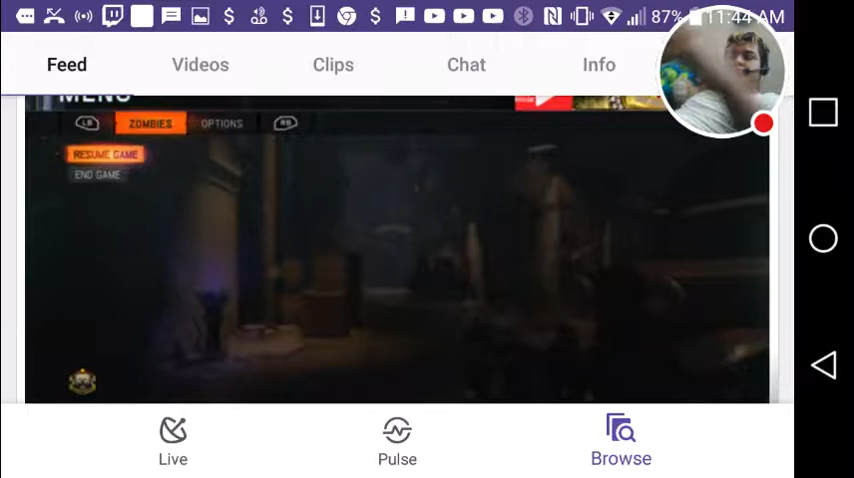 87% 11:44 AM
Feed Videos Clips Chat Info
MENU
LB ZOMBIES OPTIONS RB
RESUME GAME
END GAME
Live Pulse Browse